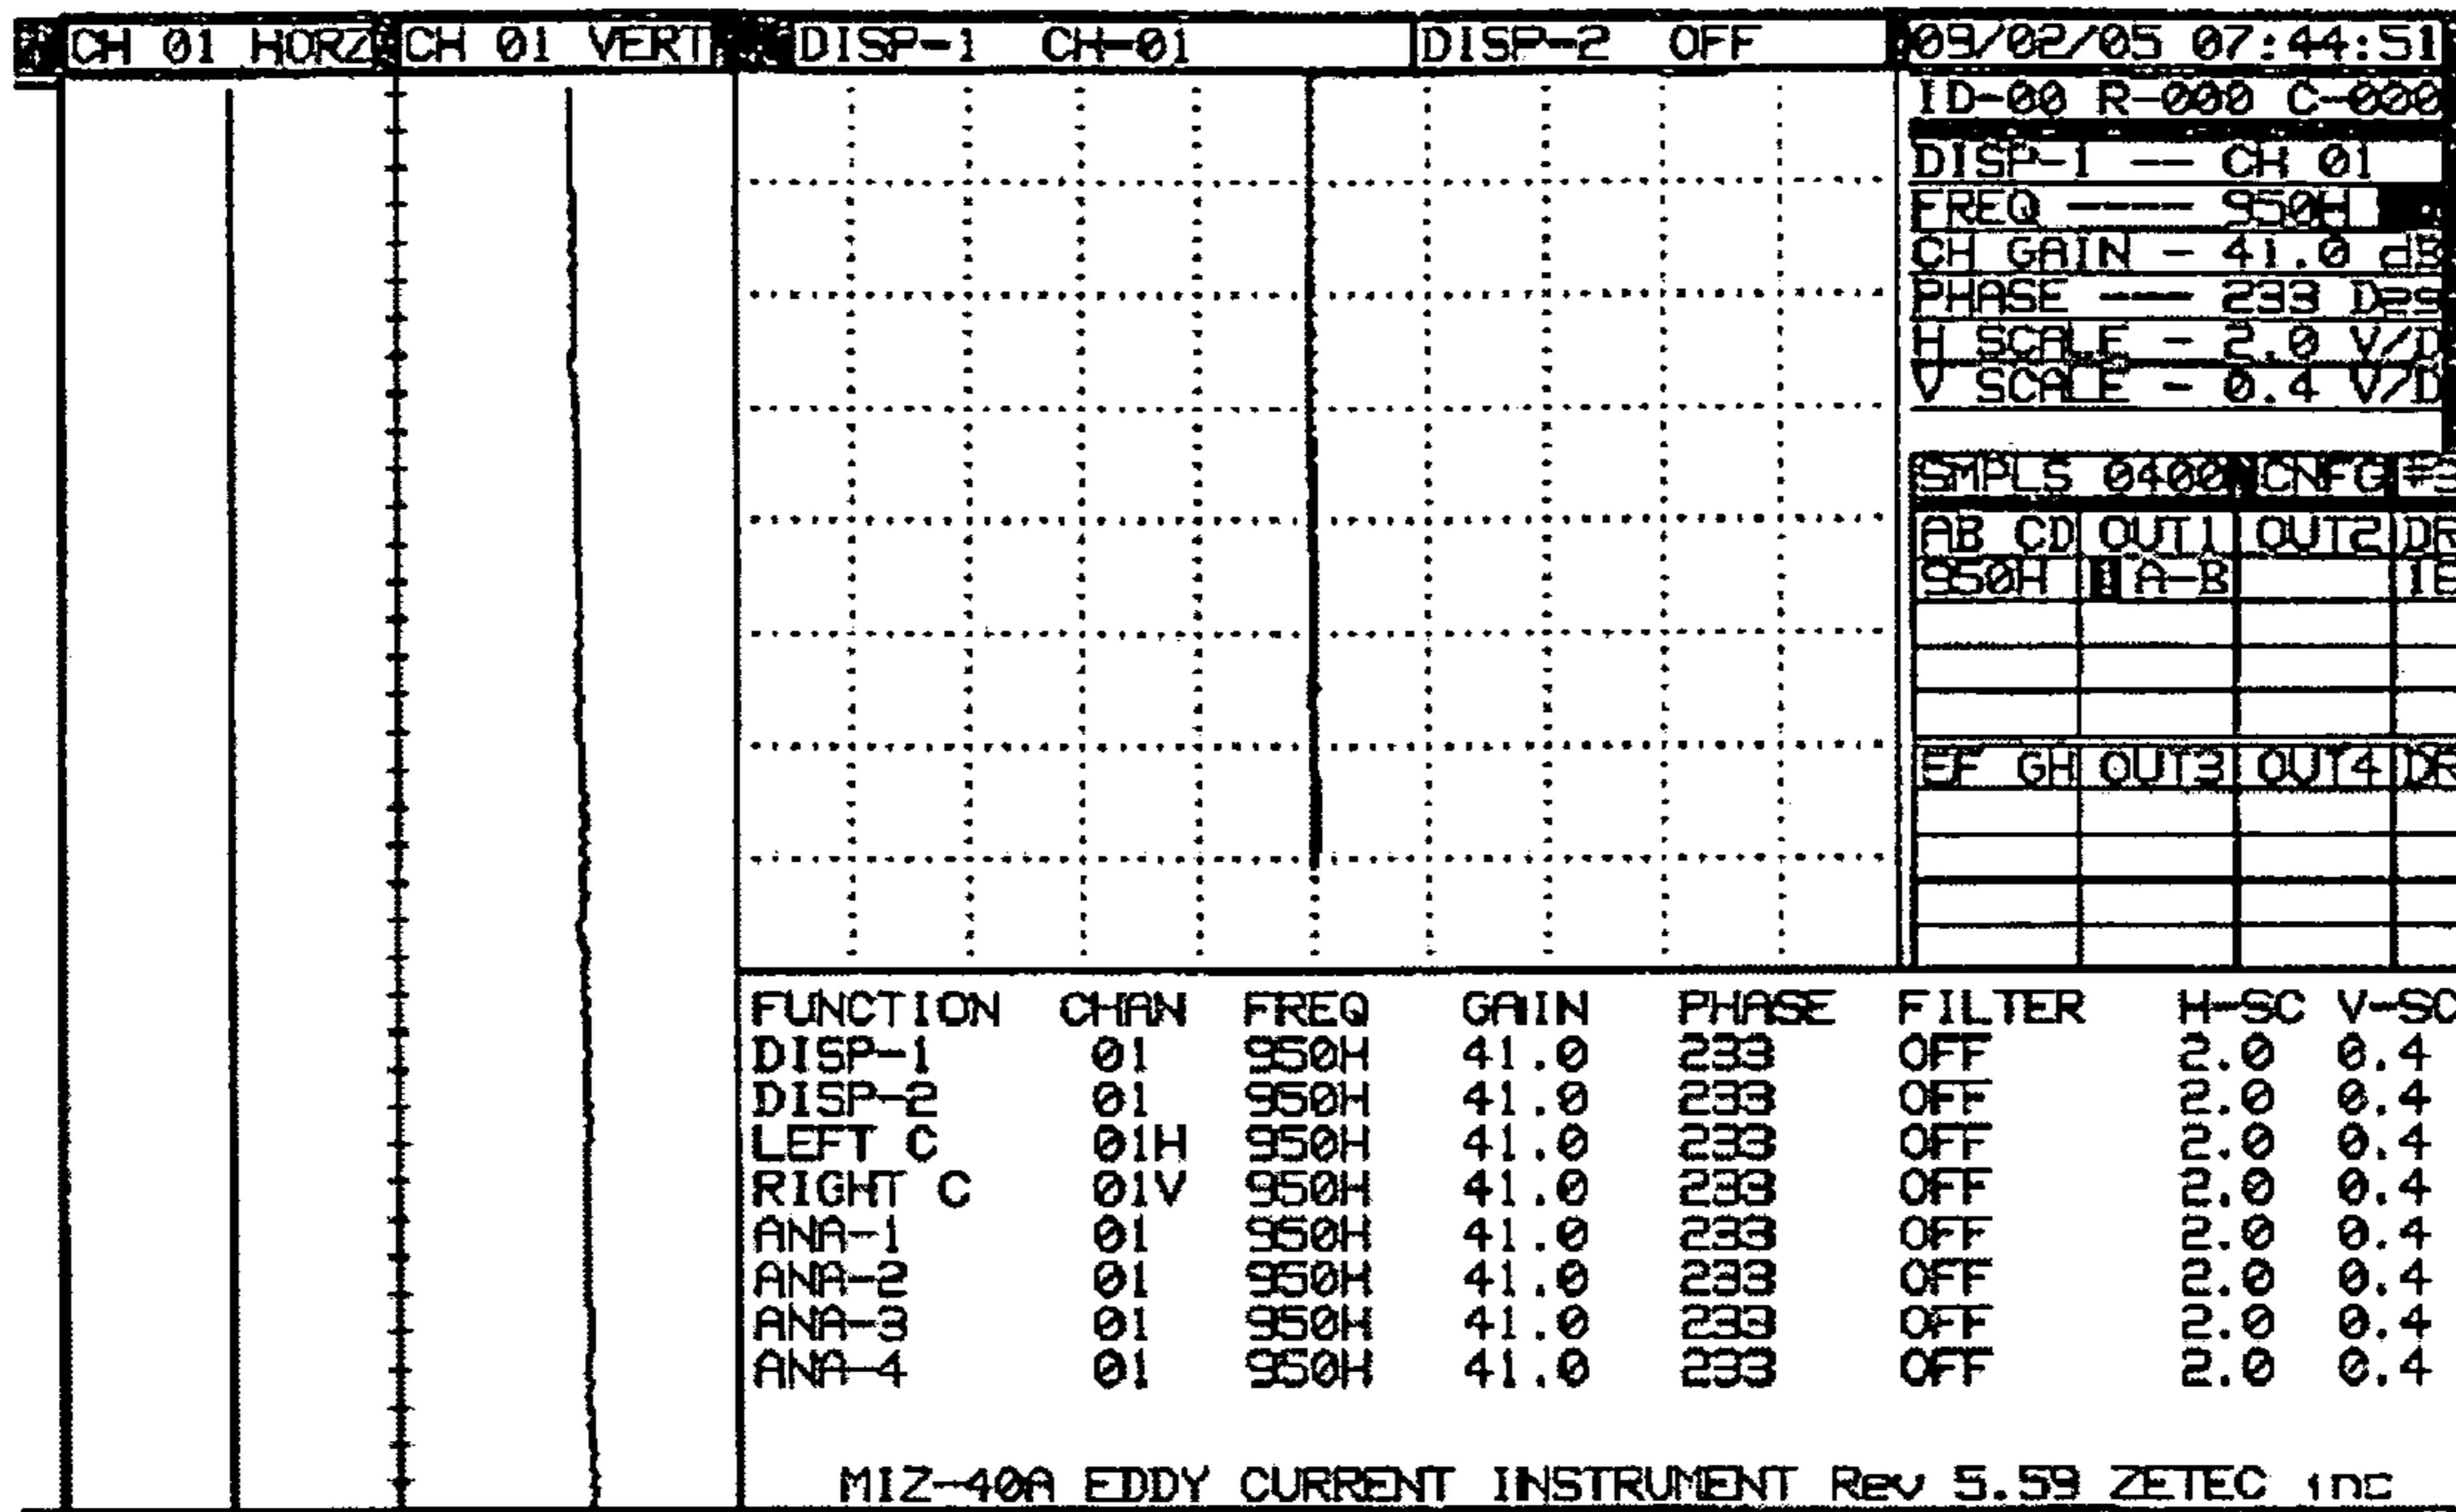 CH 01 HORZ CH 01 VERT DISP-1 CH-01 DISP-2 OFF 09/02/05 07:44:51
ID-00 R-000 C-000
DISP-1 -- CH 01
FREQ ---- 950H
CH GAIN - 41.0 dB
PHASE --- 233 Deg
H SCALE - 2.0 V/D
V SCALE - 0.4 V/D
SMPLS 0400 CNFG
AB CD OUT1 OUT2 DR
950H 1 A-B
EF GH OUT3 OUT4 DR
FUNCTION CHAN FREQ GAIN PHASE FILTER H-SC V-SC
DISP-1 01 950H 41.0 233 OFF 2.0 0.4
DISP-2 01 950H 41.0 233 OFF 2.0 0.4
LEFT C 01H 950H 41.0 233 OFF 2.0 0.4
RIGHT C 01V 950H 41.0 233 OFF 2.0 0.4
ANA-1 01 950H 41.0 233 OFF 2.0 0.4
ANA-2 01 950H 41.0 233 OFF 2.0 0.4
ANA-3 01 950H 41.0 233 OFF 2.0 0.4
ANA-4 01 950H 41.0 233 OFF 2.0 0.4
MIZ-40A EDDY CURRENT INSTRUMENT Rev 5.59 ZETEC inc